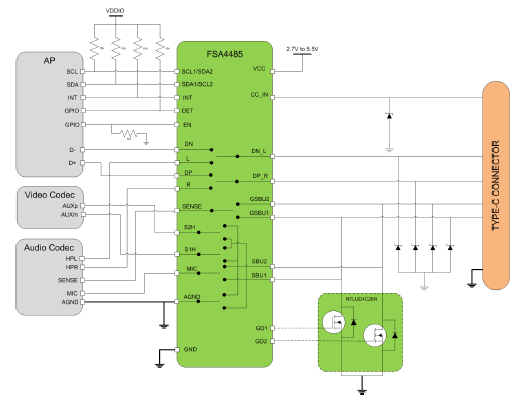 VDDIO
AP
SCL
SDA
INT
GPIO
GPIO
D-
D+
Video Codec
AUXp
AUXm
Audio Codec
HPL
HPR
SENSE
MIC
AGND
FSA4485
SCL1/SDA2
SDA1/SCL2
INT
DET
EN
DN
L
DP
R
SENSE
S2H
S1H
MIC
AGND
GND
VCC
CC_IN
DN_L
DP_R
GSBU2
GSBU1
SBU2
SBU1
GD1
GD2
2.7V to 5.5V
TYPE-C CONNECTOR